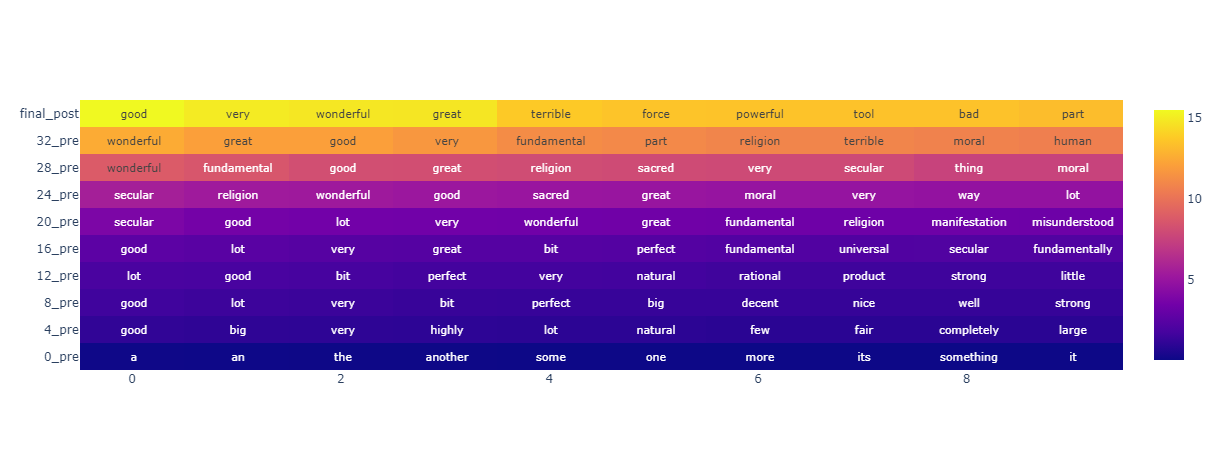 final_post good very wonderful great terrible force powerful tool bad part
32_pre wonderful great good very fundamental part religion terrible moral human
28_pre wonderful fundamental good great religion sacred very secular thing moral
24_pre secular religion wonderful good sacred great moral very way lot
20_pre secular good lot very wonderful great fundamental religion manifestation misunderstood
16_pre good lot very great bit perfect fundamental universal secular fundamentally
12_pre lot good bit perfect very natural rational product strong little
8_pre good lot very bit perfect big decent nice well strong
4_pre good big very highly lot natural few fair completely large
0_pre a an the another some one more its something it
0 2 4 6 8
15
10
5